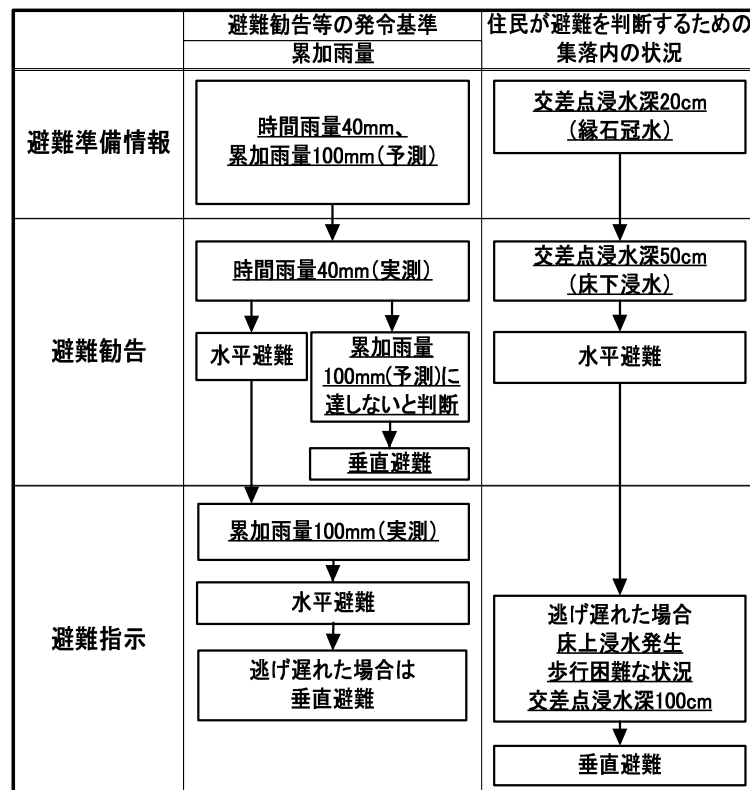 避難勧告等の発令基準
累加雨量
住民が避難を判断するための
集落内の状況
避難準備情報
時間雨量40mm、
累加雨量100mm(予測)
交差点浸水深20cm
(縁石冠水)
避難勧告
時間雨量40mm(実測)
水平避難
累加雨量
100mm(予測)に
達しないと判断
垂直避難
交差点浸水深50cm
(床下浸水)
水平避難
避難指示
累加雨量100mm(実測)
水平避難
逃げ遅れた場合は
垂直避難
逃げ遅れた場合
床上浸水発生
歩行困難な状況
交差点浸水深100cm
垂直避難